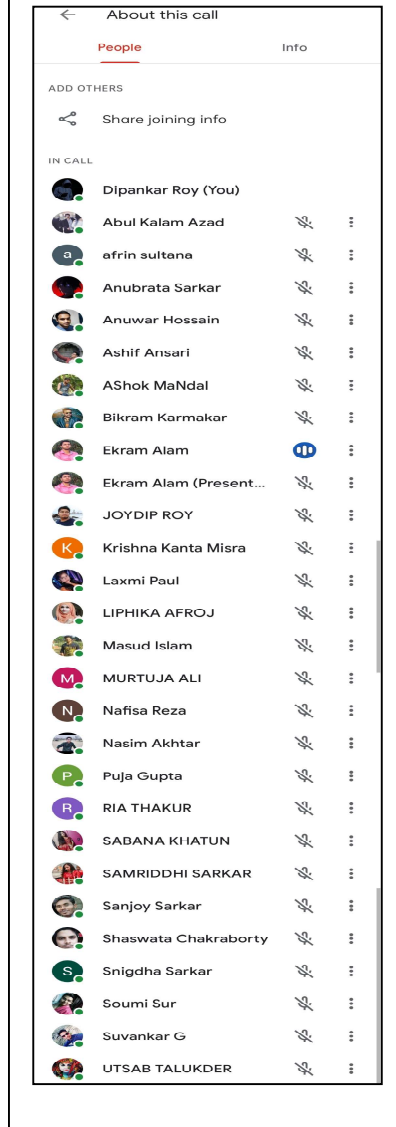 About this call
People Info
ADD OTHERS
Share joining info
IN CALL
Dipankar Roy (You)
Abul Kalam Azad
a afrin sultana
Anubrata Sarkar
Anuwar Hossain
Ashif Ansari
AShok MaNdal
Bikram Karmakar
Ekram Alam
Ekram Alam (Present...
JOYDIP ROY
K Krishna Kanta Misra
Laxmi Paul
LIPHIKA AFROJ
Masud Islam
M MURTUJA ALI
N Nafisa Reza
Nasim Akhtar
P Puja Gupta
R RIA THAKUR
SABANA KHATUN
SAMRIDDHI SARKAR
Sanjoy Sarkar
Shaswata Chakraborty
S Snigdha Sarkar
Soumi Sur
Suvankar G
UTSAB TALUKDER